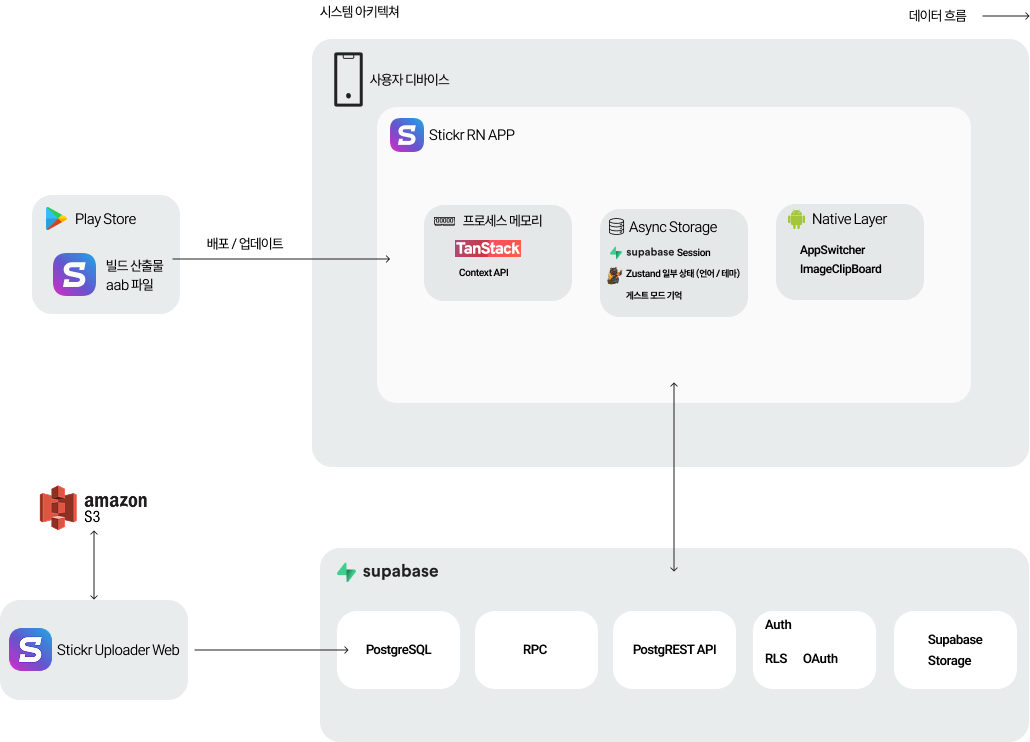 시스템 아키텍쳐
데이터 흐름
사용자 디바이스
Stickr RN APP
Play Store
빌드 산출물
aab 파일
배포 / 업데이트
프로세스 메모리
TanStack
Context API
Async Storage
supabase Session
Zustand 일부 상태 (언어 / 테마)
게스트 모드 기억
Native Layer
AppSwitcher
ImageClipBoard
amazon
S3
Stickr Uploader Web
supabase
PostgreSQL
RPC
PostgREST API
Auth
RLS OAuth
Supabase
Storage